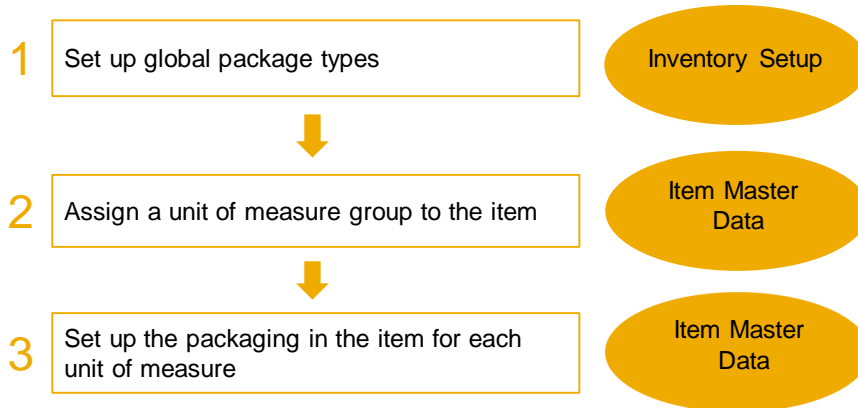 1
Set up global package types
Inventory Setup
2
Assign a unit of measure group to the item
Item Master
Data
3
Set up the packaging in the item for each
unit of measure
Item Master
Data